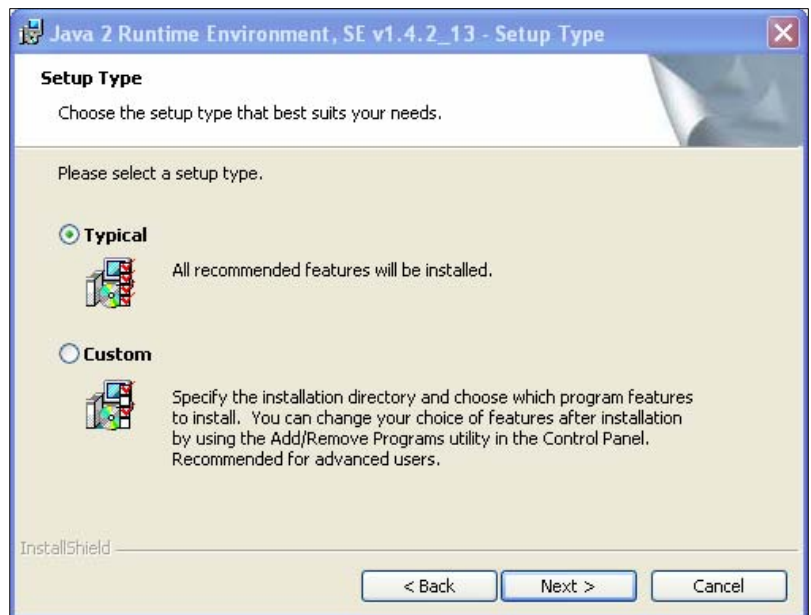 Java 2 Runtime Environment, SE v1.4.2_13 - Setup Type
Setup Type
Choose the setup type that best suits your needs.
Please select a setup type.
Typical
All recommended features will be installed.
Custom
Specify the installation directory and choose which program features
to install. You can change your choice of features after installation
by using the Add/Remove Programs utility in the Control Panel.
Recommended for advanced users.
InstallShield
< Back
Next >
Cancel